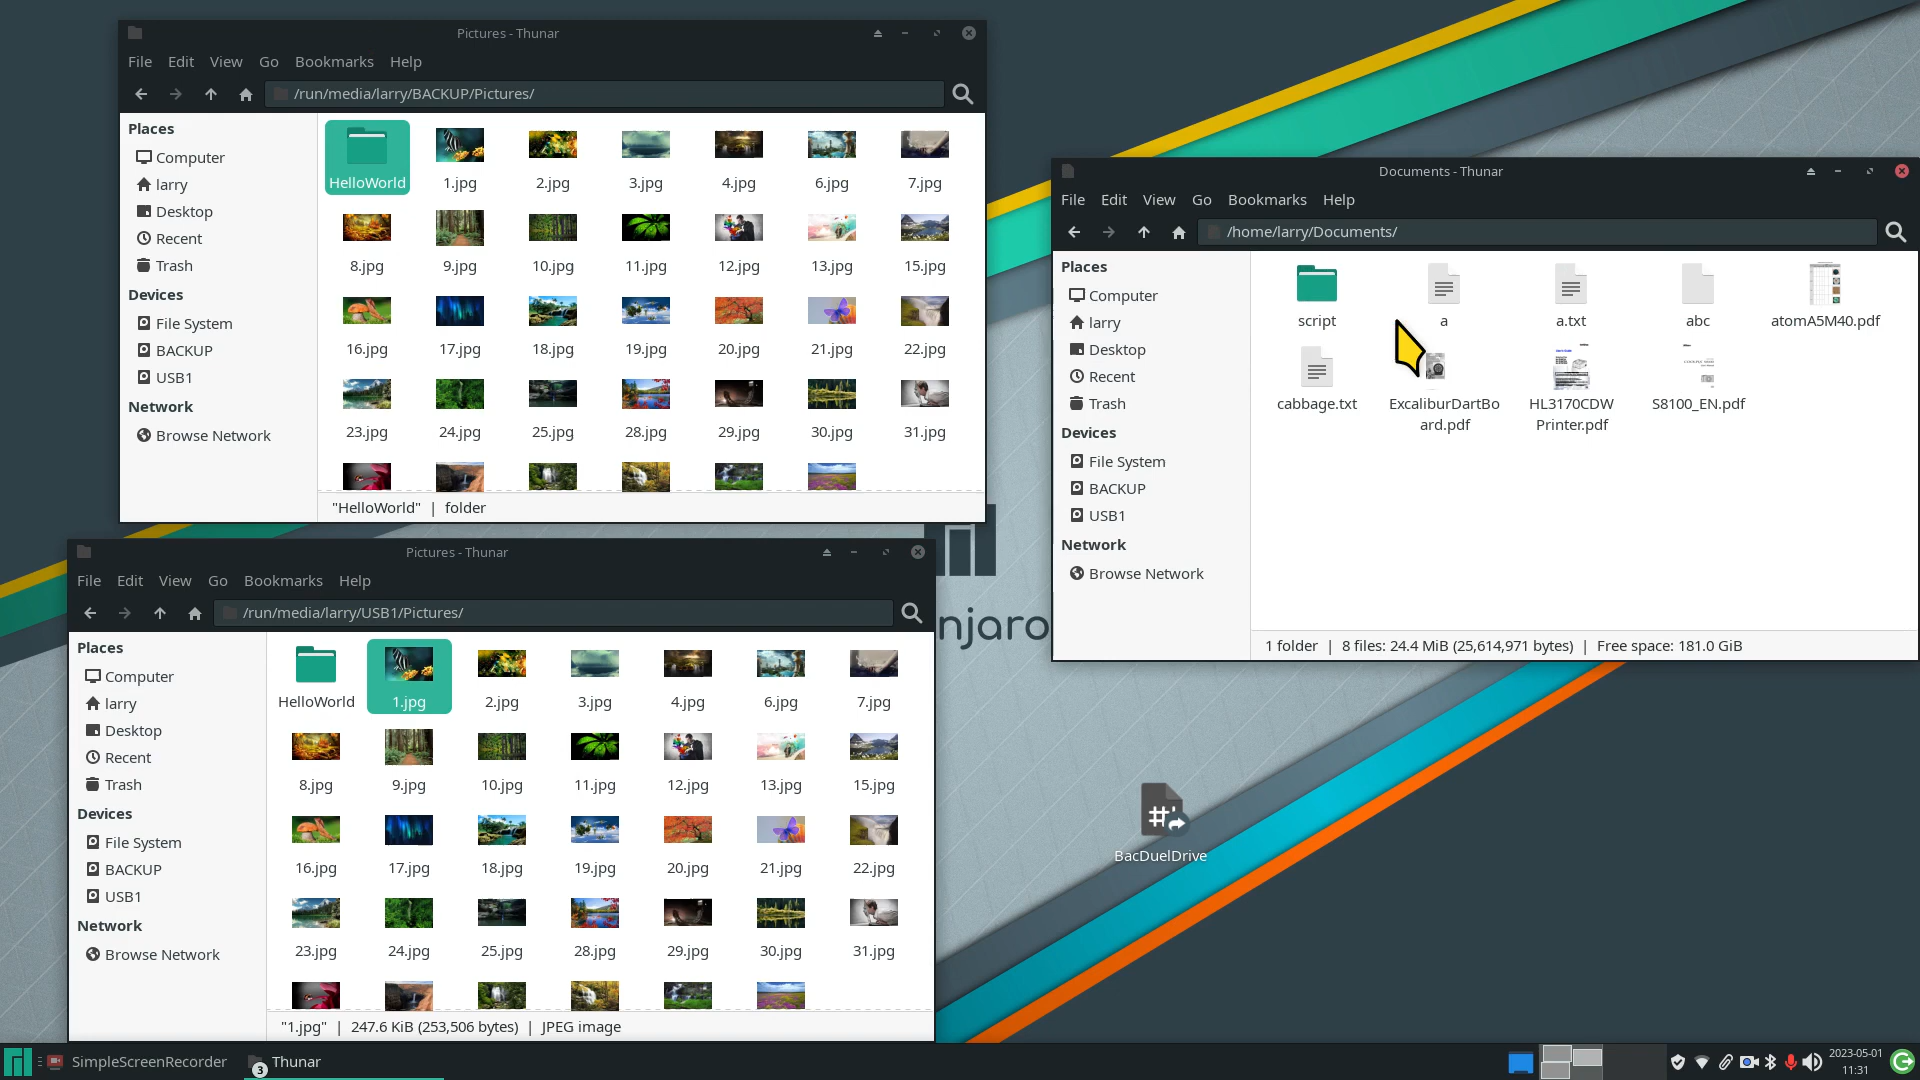 Pictures - Thunar
File Edit View Go Bookmarks Help
/run/media/larry/BACKUP/Pictures/
Places
Computer
larry
Desktop
Recent
Trash
Devices
File System
BACKUP
USB1
Network
Browse Network
HelloWorld 1.jpg 2.jpg 3.jpg 4.jpg 6.jpg 7.jpg
8.jpg 9.jpg 10.jpg 11.jpg 12.jpg 13.jpg 15.jpg
16.jpg 17.jpg 18.jpg 19.jpg 20.jpg 21.jpg 22.jpg
23.jpg 24.jpg 25.jpg 28.jpg 29.jpg 30.jpg 31.jpg
"HelloWorld" | folder
Documents - Thunar
File Edit View Go Bookmarks Help
/home/larry/Documents/
Places
Computer
larry
Desktop
Recent
Trash
Devices
File System
BACKUP
USB1
Network
Browse Network
script a a.txt abc atomA5M40.pdf
cabbage.txt ExcaliburDartBo HL3170CDW S8100_EN.pdf
ard.pdf Printer.pdf
1 folder | 8 files: 24.4 MiB (25,614,971 bytes) | Free space: 181.0 GiB
Pictures - Thunar
File Edit View Go Bookmarks Help
/run/media/larry/USB1/Pictures/
Places
Computer
larry
Desktop
Recent
Trash
Devices
File System
BACKUP
USB1
Network
Browse Network
HelloWorld 1.jpg 2.jpg 3.jpg 4.jpg 6.jpg 7.jpg
8.jpg 9.jpg 10.jpg 11.jpg 12.jpg 13.jpg 15.jpg
16.jpg 17.jpg 18.jpg 19.jpg 20.jpg 21.jpg 22.jpg
23.jpg 24.jpg 25.jpg 28.jpg 29.jpg 30.jpg 31.jpg
"1.jpg" | 247.6 KiB (253,506 bytes) | JPEG image
njaro
BacDuelDrive
SimpleScreenRecorder
3 Thunar
2023-05-01
11:31